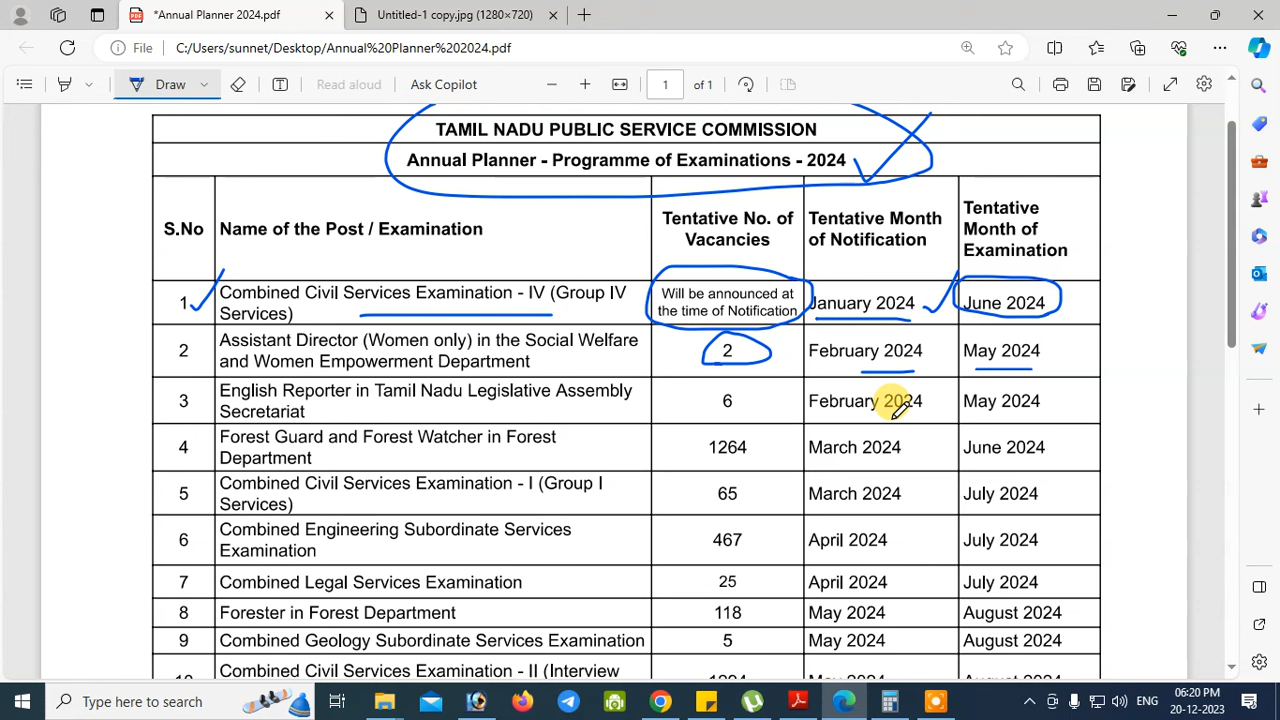 *Annual Planner 2024.pdf
Untitled-1 copy.jpg (1280×720)
File
C:/Users/sunnet/Desktop/Annual%20Planner%202024.pdf
Draw
Read aloud
Ask Copilot
1
of 1
TAMIL NADU PUBLIC SERVICE COMMISSION
Annual Planner - Programme of Examinations - 2024
S.No
Name of the Post / Examination
Tentative No. of
Vacancies
Tentative Month
of Notification
Tentative
Month of
Examination
1
Combined Civil Services Examination - IV (Group IV
Services)
Will be announced at
the time of Notification
January 2024
June 2024
2
Assistant Director (Women only) in the Social Welfare
and Women Empowerment Department
2
February 2024
May 2024
3
English Reporter in Tamil Nadu Legislative Assembly
Secretariat
6
February 2024
May 2024
4
Forest Guard and Forest Watcher in Forest
Department
1264
March 2024
June 2024
5
Combined Civil Services Examination - I (Group I
Services)
65
March 2024
July 2024
6
Combined Engineering Subordinate Services
Examination
467
April 2024
July 2024
7
Combined Legal Services Examination
25
April 2024
July 2024
8
Forester in Forest Department
118
May 2024
August 2024
9
Combined Geology Subordinate Services Examination
5
May 2024
August 2024
Combined Civil Services Examination - II (Interview
Type here to search
ENG
06:20 PM
20-12-2023